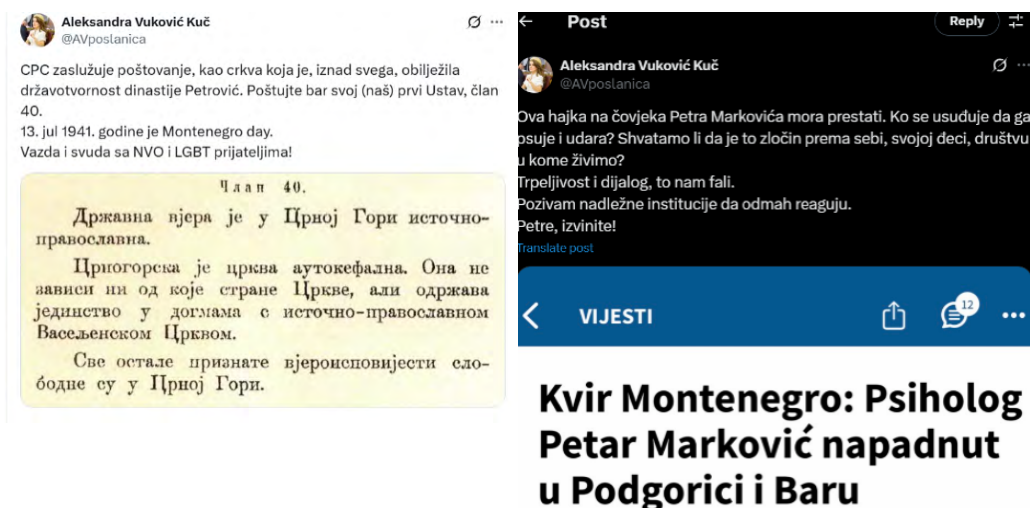 Aleksandra Vuković Kuč
@AVposlanica
CPC zaslužuje poštovanje, kao crkva koja je, iznad svega, obilježila
državotvornost dinastije Petrović. Poštujte bar svoj (naš) prvi Ustav, član
40.
13. jul 1941. godine je Montenegro day.
Vazda i svuda sa NVO i LGBT prijateljima!
Члан 40.
Државна вјера је у Црној Гори источно-
православна.
Црногорска је црква аутокефална. Она не
зависи ни од које стране Цркве, али одржава
јединство у догмама с источно-православном
Васељенском Црквом.
Све остале признате вјероисповијести сло-
бодне су у Црној Гори.
Post
Reply
Aleksandra Vuković Kuč
@AVposlanica
Ova hajka na čovjeka Petra Markovića mora prestati. Ko se usuđuje da ga
psuje i udara? Shvatamo li da je to zločin prema sebi, svojoj djeci, društvu
u kome živimo?
Trpeljivost i dijalog, to nam fali.
Pozivam nadležne institucije da odmah reaguju.
Petre, izvinite!
Translate post
VIJESTI
12
Kvir Montenegro: Psiholog
Petar Marković napadnut
u Podgorici i Baru